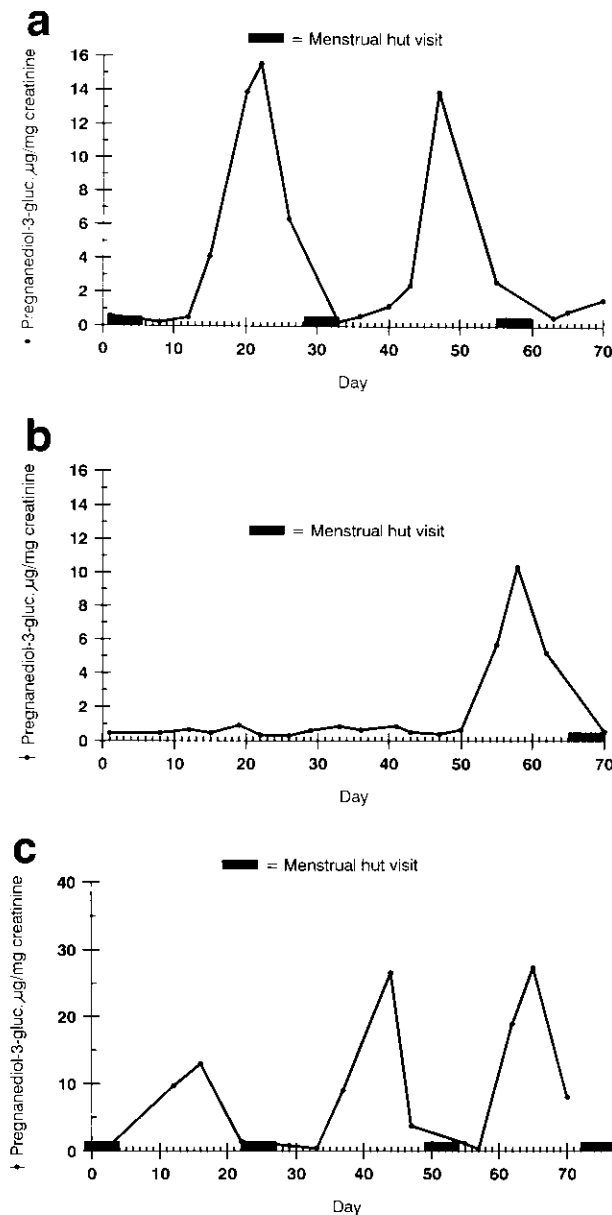 a
= Menstrual hut visit
• Pregnanediol-3-gluc. µg/mg creatinine
16
14
12
10
8
6
4
2
0
0 10 20 30 40 50 60 70
Day
b
= Menstrual hut visit
Pregnanediol-3-gluc. µg/mg creatinine
16
14
12
10
8
6
4
2
0
0 10 20 30 40 50 60 70
Day
c
= Menstrual hut visit
Pregnanediol-3-gluc. µg/mg creatinine
40
30
20
10
0
0 10 20 30 40 50 60 70
Day